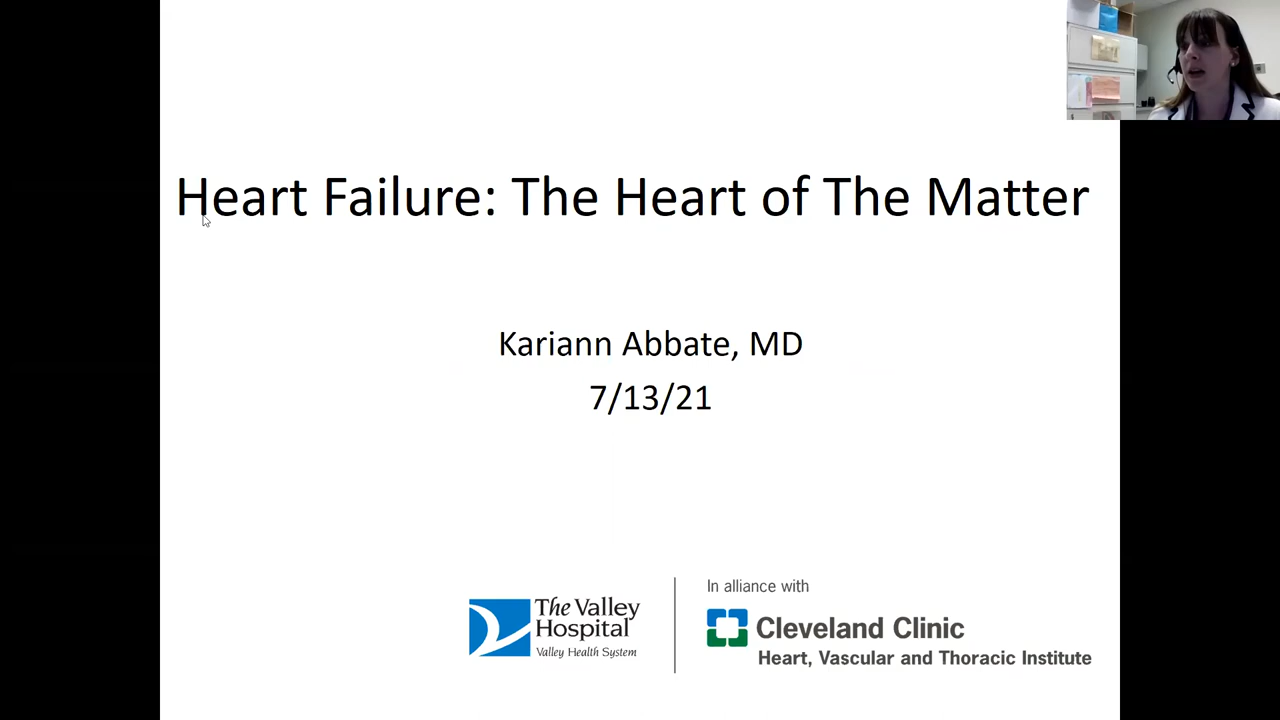 Heart Failure: The Heart of The Matter
Kariann Abbate, MD
7/13/21
The Valley
Hospital
Valley Health System
In alliance with
Cleveland Clinic
Heart, Vascular and Thoracic Institute